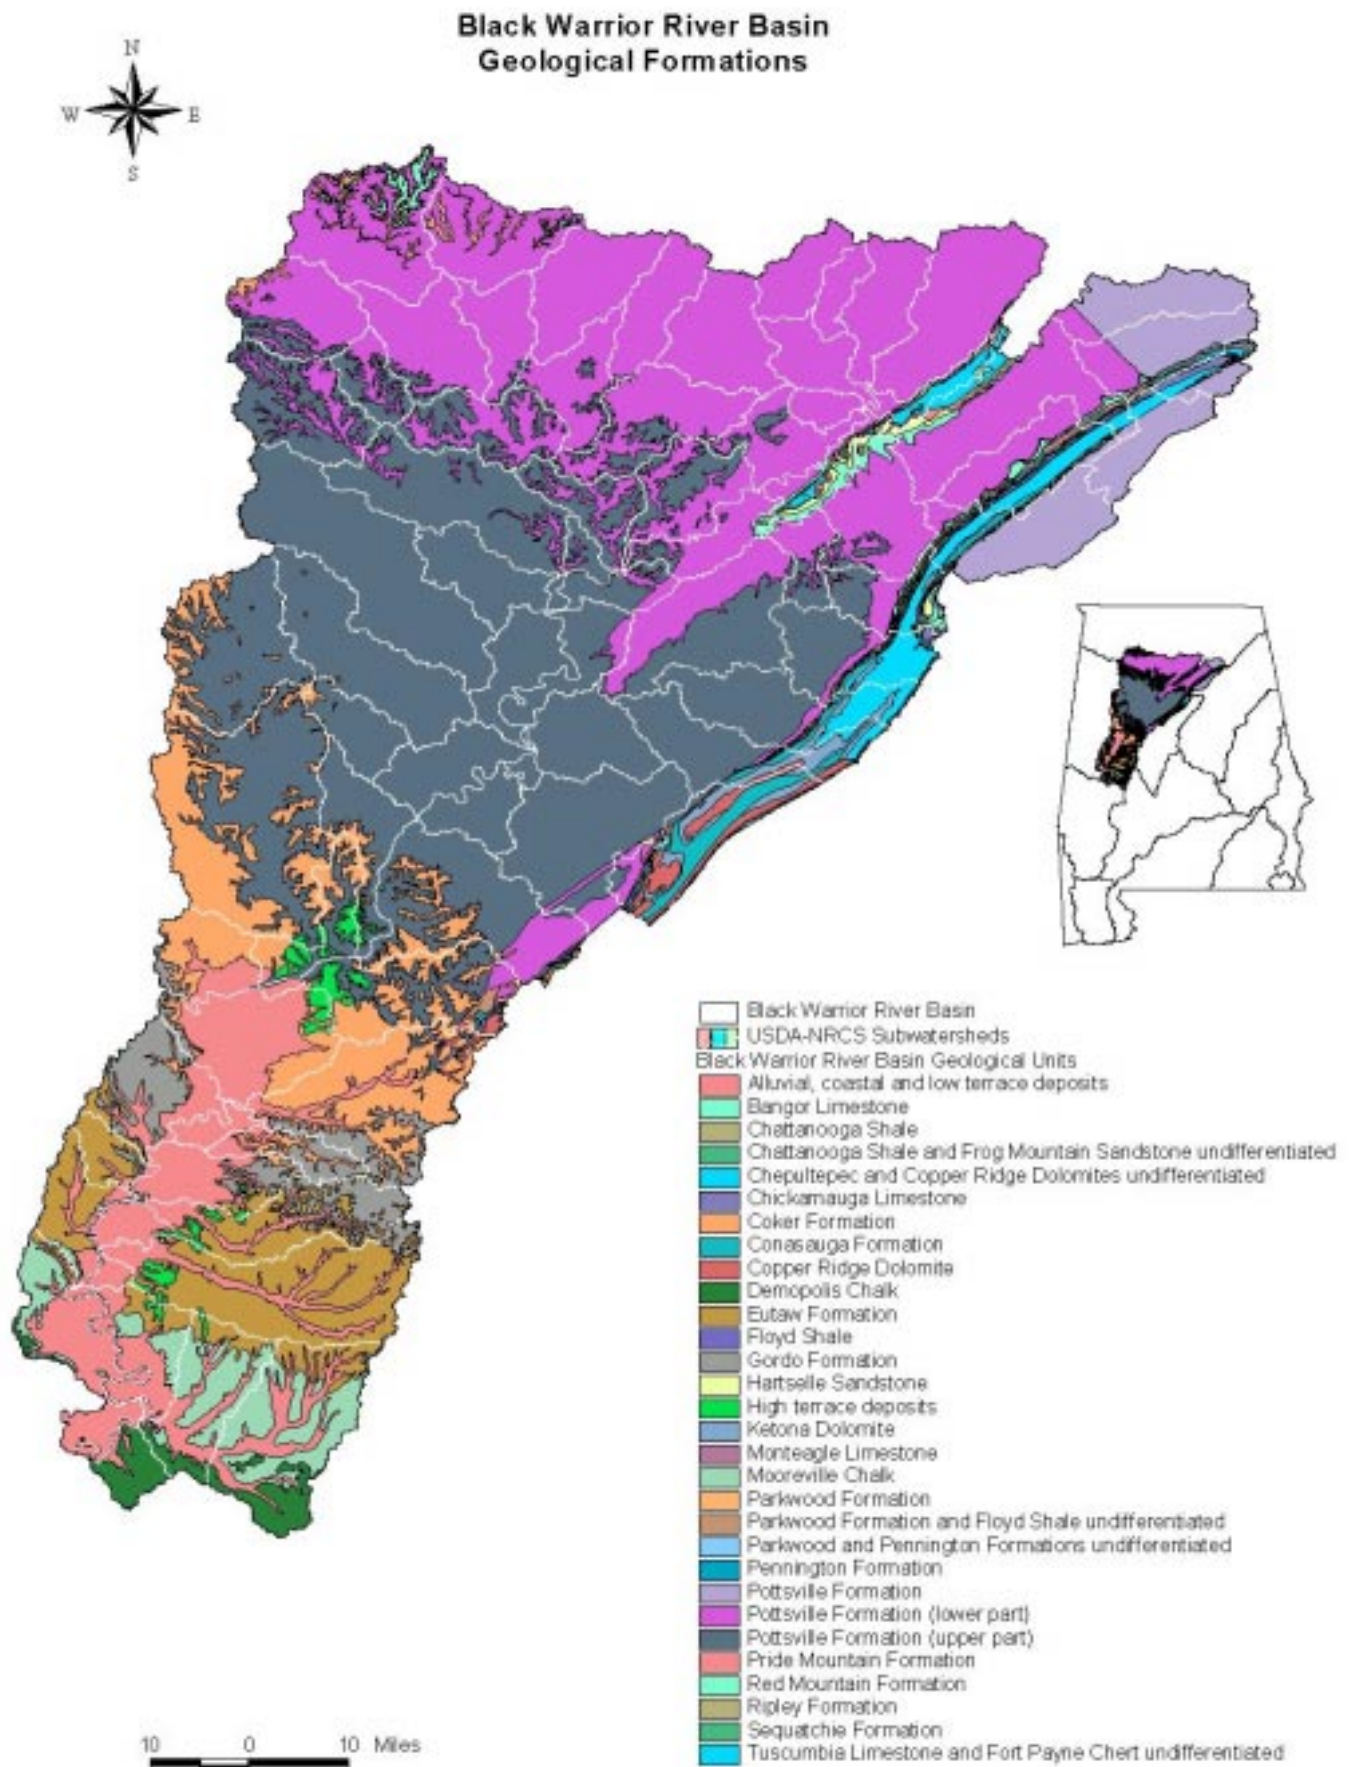 Black Warrior River Basin
Geological Formations
N
W E
S
Black Warrior River Basin
USDA-NRCS Subwatersheds
Black Warrior River Basin Geological Units
Alluvial, coastal and low terrace deposits
Bangor Limestone
Chattanooga Shale
Chattanooga Shale and Frog Mountain Sandstone undifferentiated
Chepultepec and Copper Ridge Dolomites undifferentiated
Chickamauga Limestone
Coker Formation
Conasauga Formation
Copper Ridge Dolomite
Demopolis Chalk
Eutaw Formation
Floyd Shale
Gordo Formation
Hartselle Sandstone
High terrace deposits
Ketona Dolomite
Monteagle Limestone
Mooreville Chalk
Parkwood Formation
Parkwood Formation and Floyd Shale undifferentiated
Parkwood and Pennington Formations undifferentiated
Pennington Formation
Pottsville Formation
Pottsville Formation (lower part)
Pottsville Formation (upper part)
Pride Mountain Formation
Red Mountain Formation
Ripley Formation
Sequatchie Formation
Tuscumbia Limestone and Fort Payne Chert undifferentiated
10 0 10 Miles